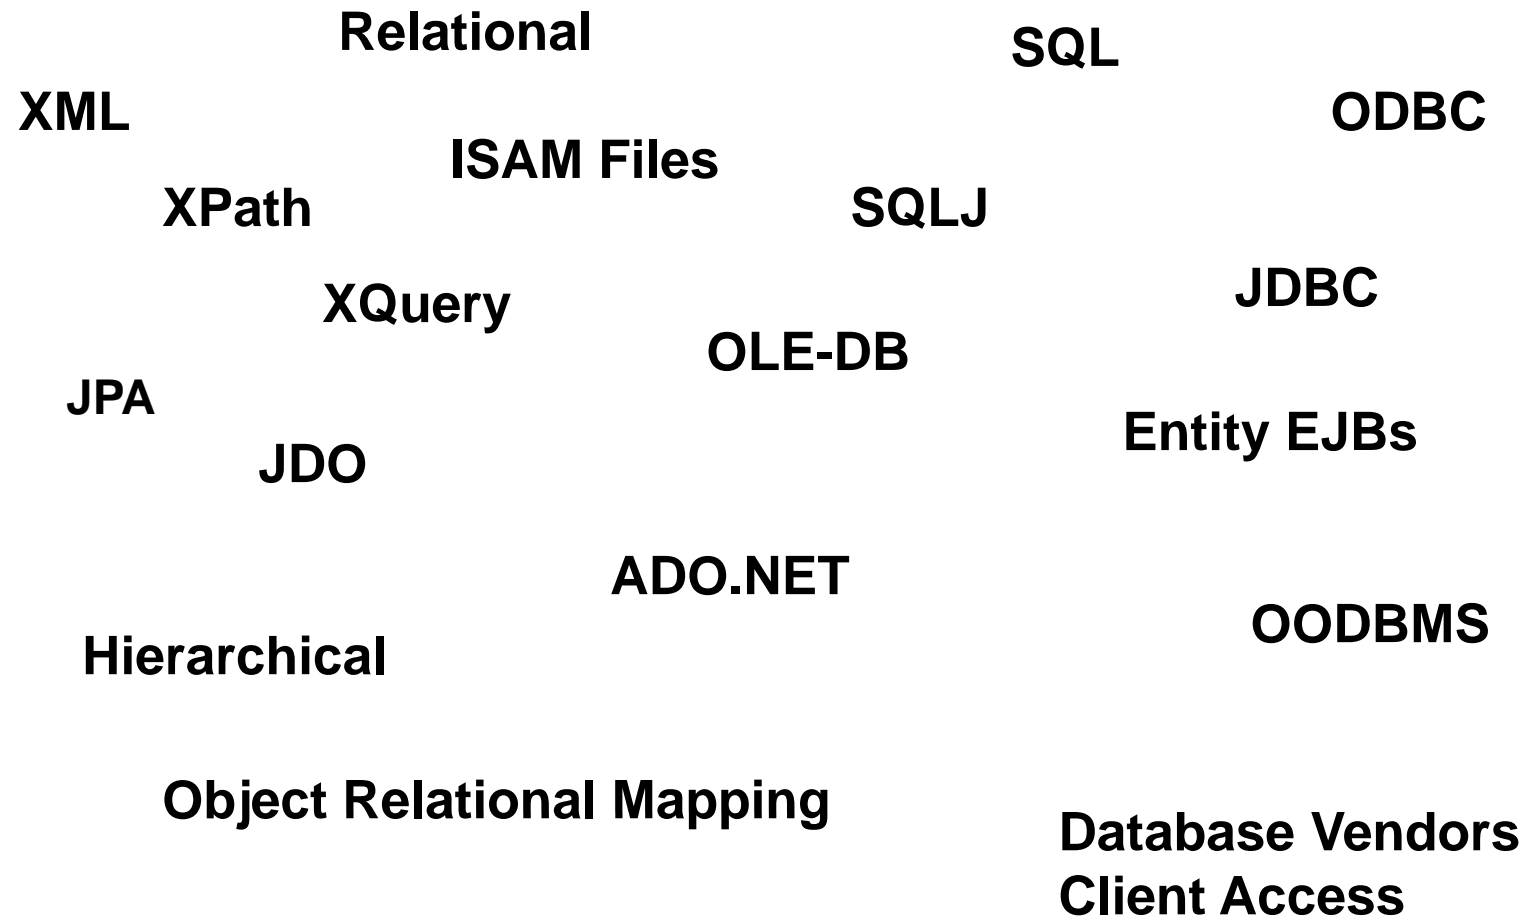 Relational
SQL
XML
ODBC
ISAM Files
XPath
SQLJ
XQuery
JDBC
OLE-DB
JPA
Entity EJBs
JDO
ADO.NET
OODBMS
Hierarchical
Object Relational Mapping
Database Vendors
Client Access